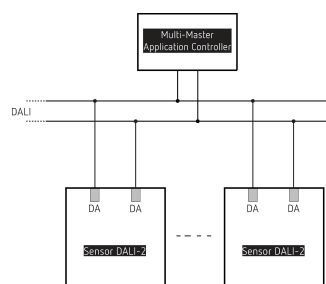 Multi-Master
Application Controller
DALI
DA DA DA DA
Sensor DALI-2 Sensor DALI-2